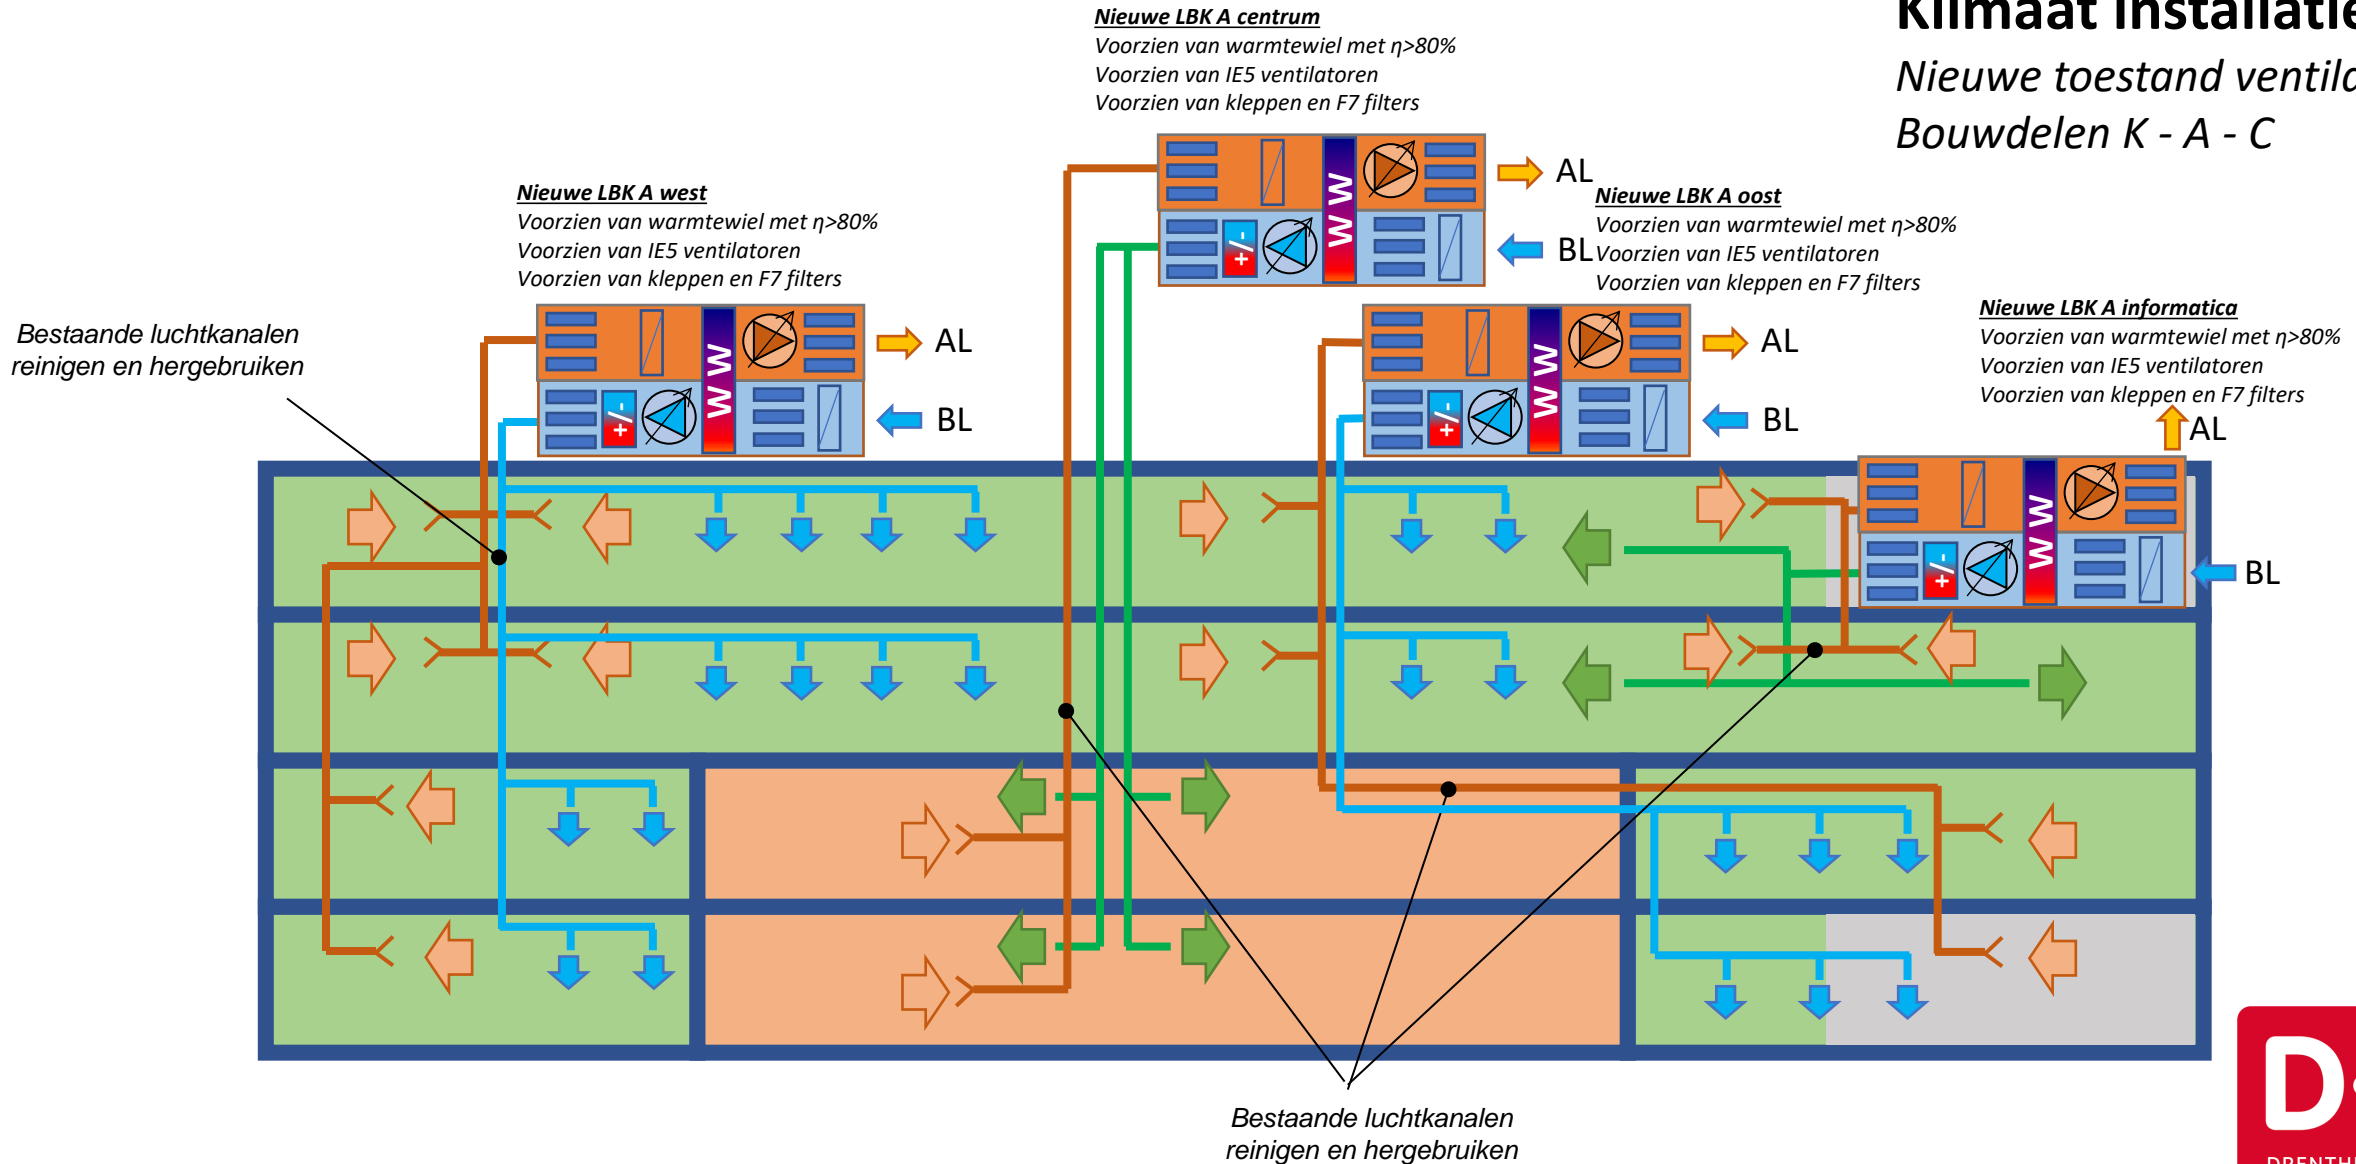 Klimaat installatie
Nieuwe toestand
Bouwdelen K - A - C
Nieuwe LBK A centrum
Voorzien van warmtewiel met η>80%
Voorzien van IE5 ventilatoren
Voorzien van kleppen en F7 filters
Nieuwe LBK A west
Voorzien van warmtewiel met η>80%
Voorzien van IE5 ventilatoren
Voorzien van kleppen en F7 filters
Nieuwe LBK A oost
Voorzien van warmtewiel met η>80%
Voorzien van IE5 ventilatoren
Voorzien van kleppen en F7 filters
Nieuwe LBK A informatica
Voorzien van warmtewiel met η>80%
Voorzien van IE5 ventilatoren
Voorzien van kleppen en F7 filters
Bestaande luchtkanalen
reinigen en hergebruiken
W W
+/-
AL
BL
W W
+/-
AL
BL
W W
+/-
AL
BL
W W
+/-
AL
BL
Bestaande luchtkanalen
reinigen en hergebruiken
D